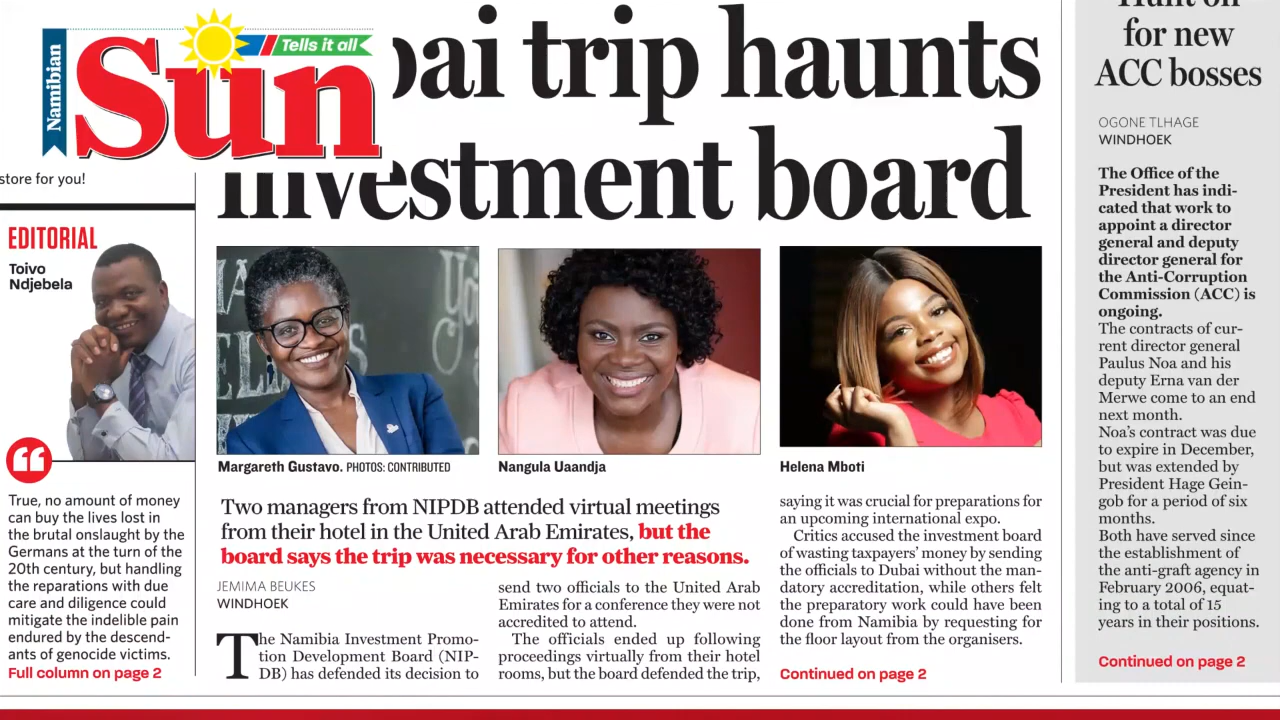 Namibian
Sun
Tells it all
bai trip haunts
investment board
store for you!
EDITORIAL
Toivo
Ndjebela
True, no amount of money
can buy the lives lost in
the brutal onslaught by the
Germans at the turn of the
20th century, but handling
the reparations with due
care and diligence could
mitigate the indelible pain
endured by the descend-
ants of genocide victims.
Full column on page 2
Margareth Gustavo. PHOTOS: CONTRIBUTED
Nangula Uaandja
Helena Mboti
Two managers from NIPDB attended virtual meetings
from their hotel in the United Arab Emirates, but the
board says the trip was necessary for other reasons.
JEMIMA BEUKES
WINDHOEK
The Namibia Investment Promo-
tion Development Board (NIP-
DB) has defended its decision to
send two officials to the United Arab
Emirates for a conference they were not
accredited to attend.
The officials ended up following
proceedings virtually from their hotel
rooms, but the board defended the trip,
saying it was crucial for preparations for
an upcoming international expo.
Critics accused the investment board
of wasting taxpayers' money by sending
the officials to Dubai without the man-
datory accreditation, while others felt
the preparatory work could have been
done from Namibia by requesting for
the floor layout from the organisers.
Continued on page 2
Hunt on
for new
ACC bosses
OGONE TLHAGE
WINDHOEK
The Office of the
President has indi-
cated that work to
appoint a director
general and deputy
director general for
the Anti-Corruption
Commission (ACC) is
ongoing.
The contracts of cur-
rent director general
Paulus Noa and his
deputy Erna van der
Merwe come to an end
next month.
Noa's contract was due
to expire in December,
but was extended by
President Hage Gein-
gob for a period of six
months.
Both have served since
the establishment of
the anti-graft agency in
February 2006, equat-
ing to a total of 15
years in their positions.
Continued on page 2